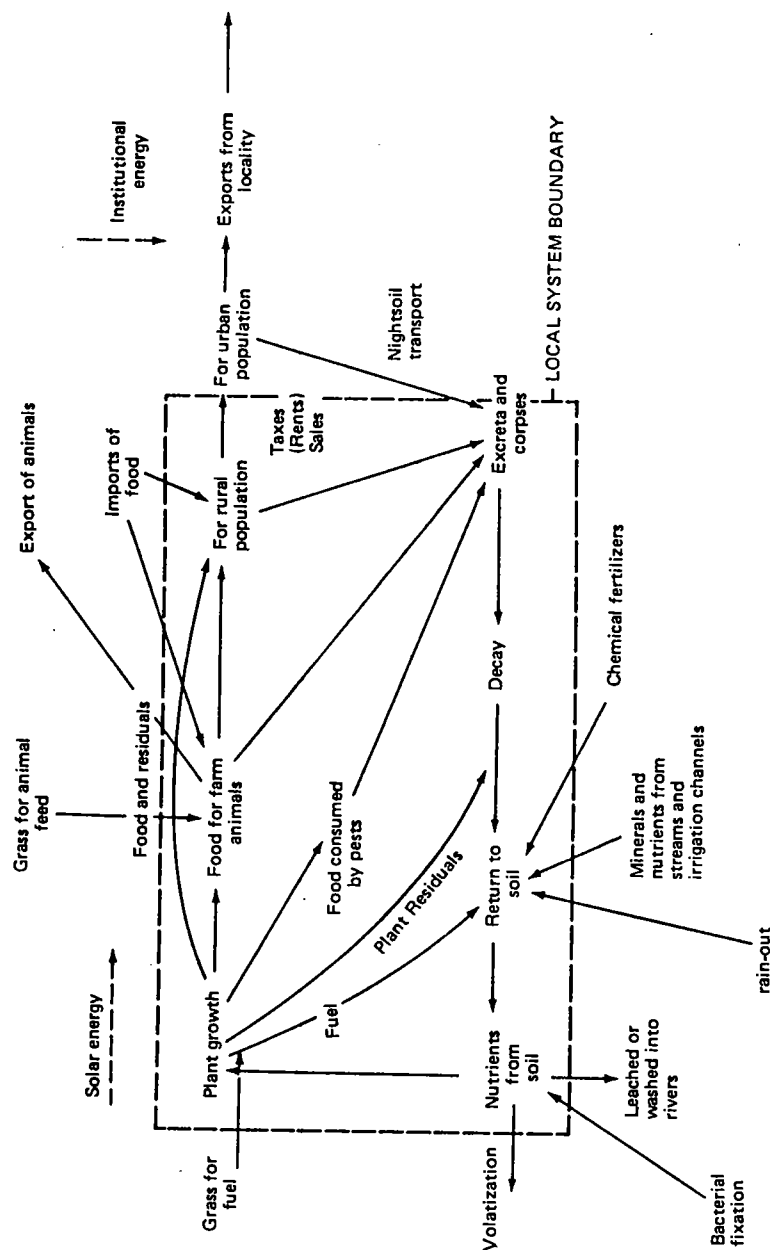 Solar energy
Institutional
energy
Grass for animal
feed
Export of animals
Imports of
food
Food and residuals
Plant growth
Food for farm
animals
For rural
population
For urban
population
Exports from
locality
Taxes
(Rents)
Sales
Nightsoil
transport
Grass for
fuel
Fuel
Plant Residuals
Food consumed
by pests
Volatization
Nutrients
from
soil
Return to
soil
Decay
Excreta and
corpses
LOCAL SYSTEM BOUNDARY
Bacterial
fixation
Leached or
washed into
rivers
rain-out
Minerals and
nutrients from
streams and
irrigation channels
Chemical fertilizers